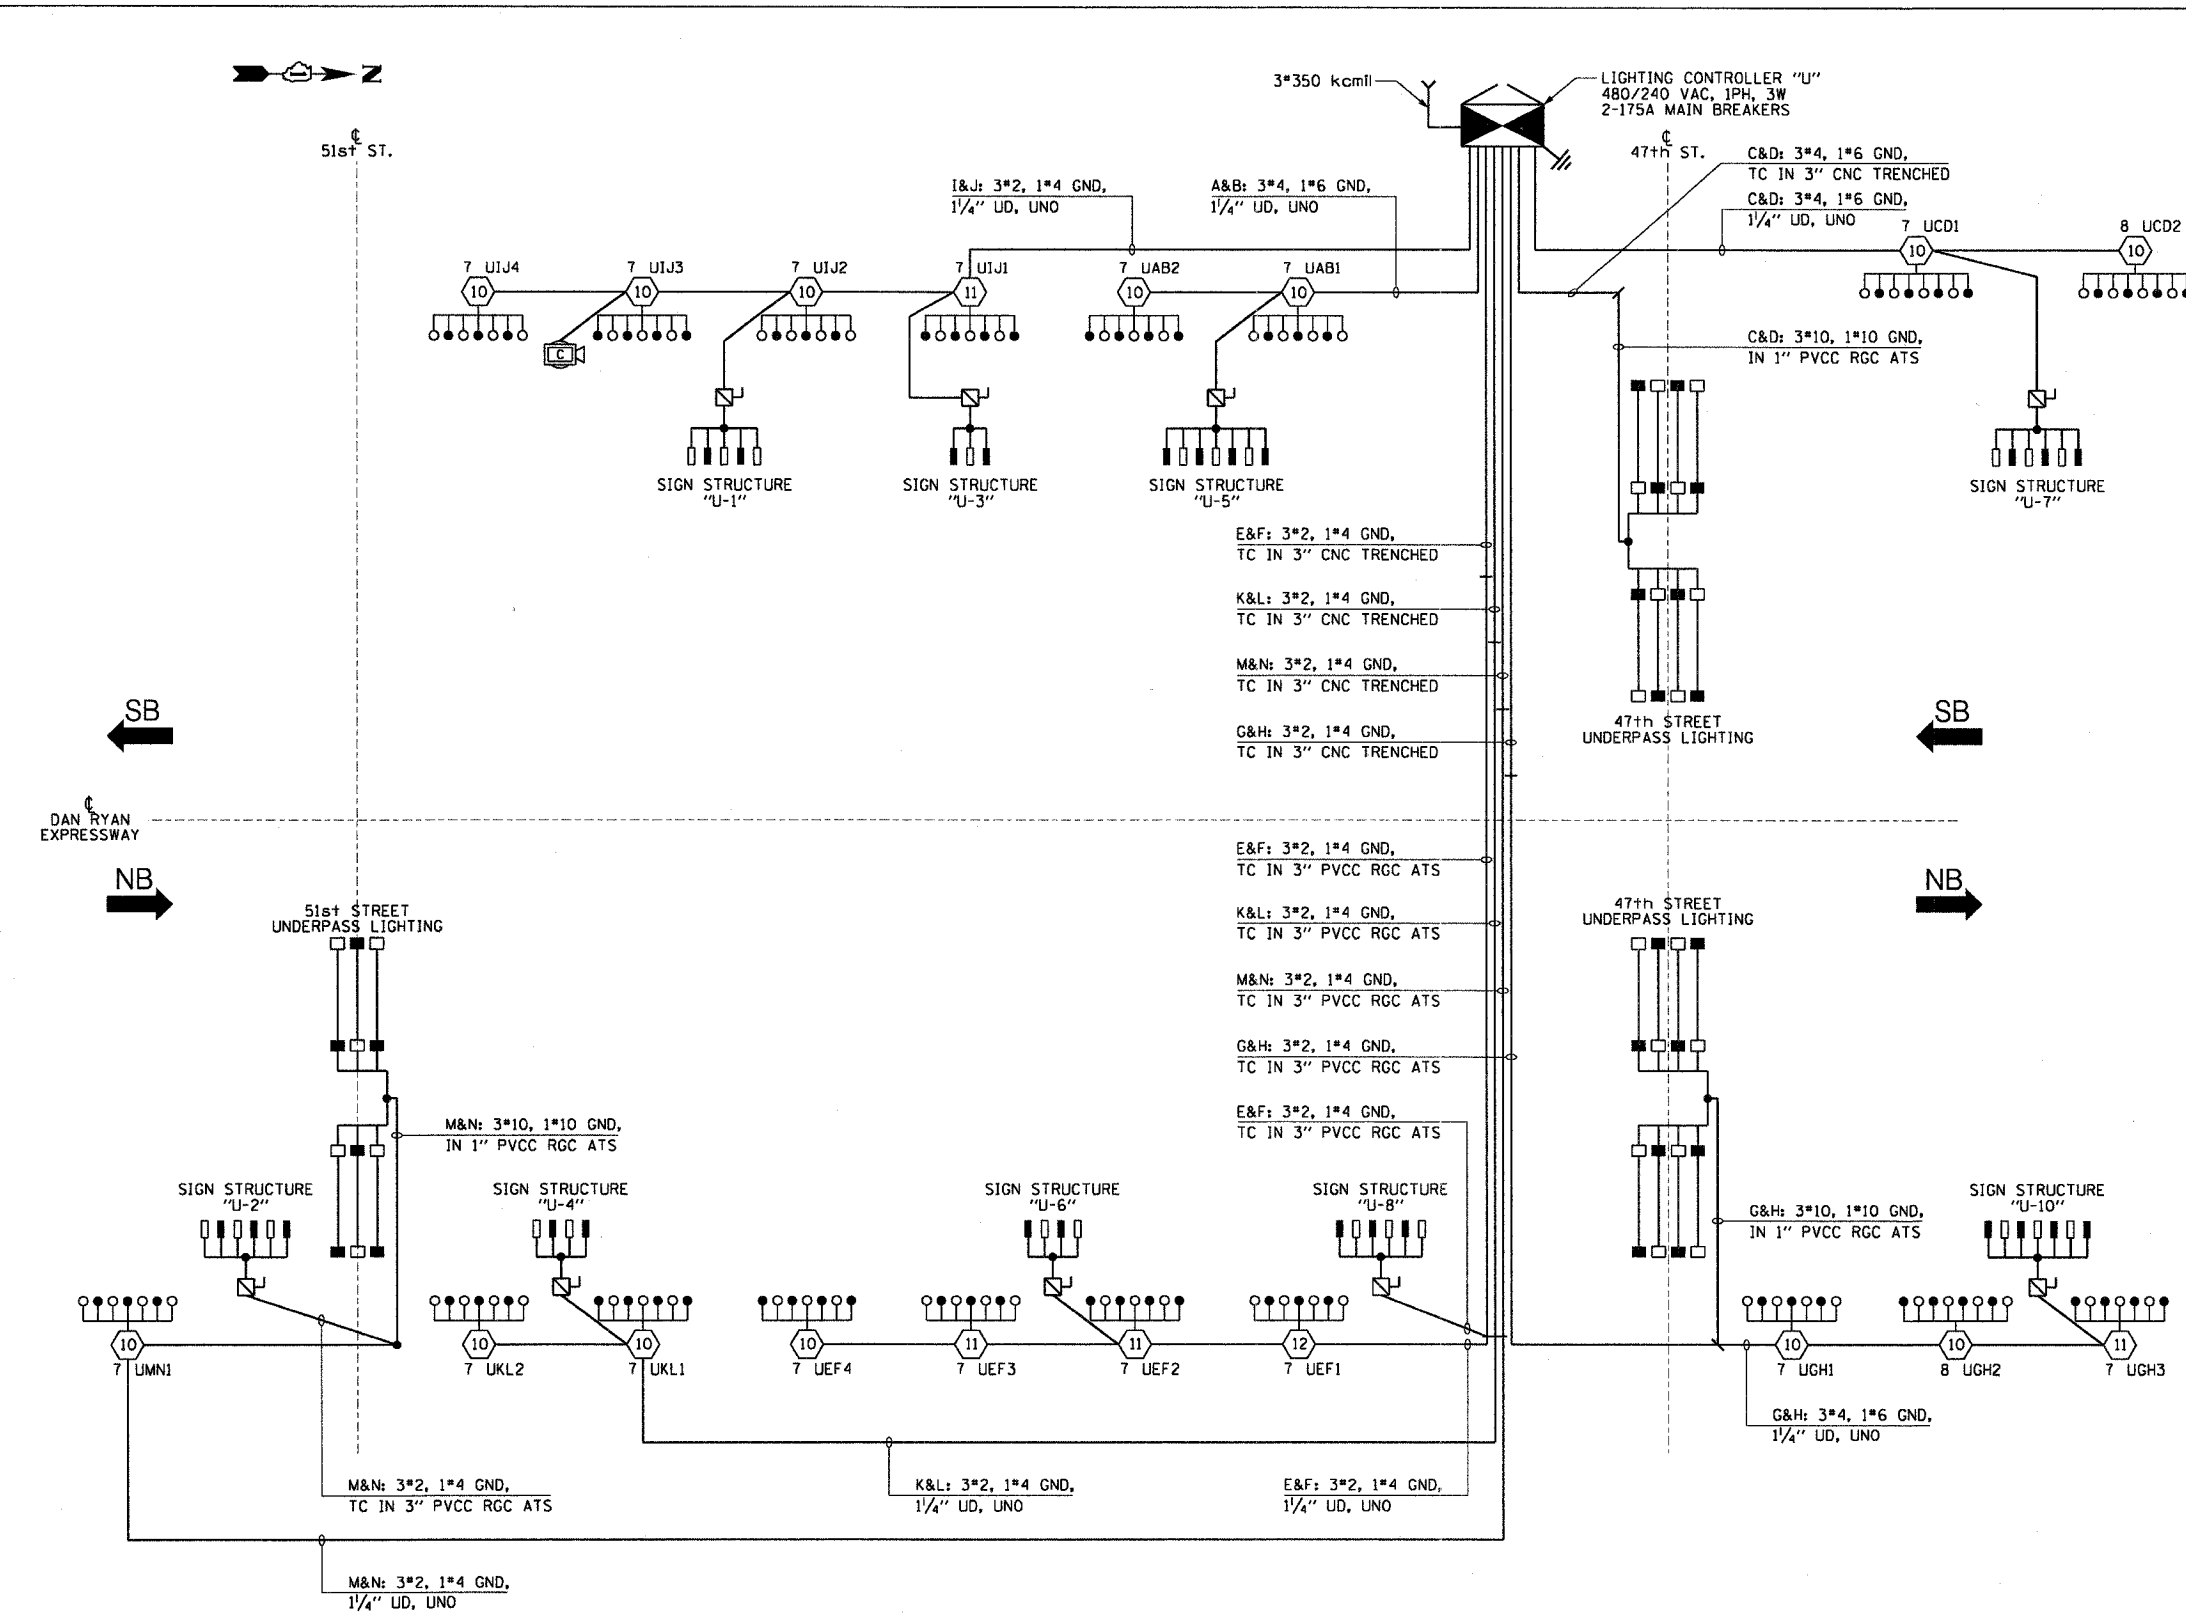 N
3#350 kcmil
LIGHTING CONTROLLER "U"
480/240 VAC, 1PH, 3W
2-175A MAIN BREAKERS
℄
51st ST.
℄
47th ST.
C&D: 3#4, 1#6 GND,
TC IN 3" CNC TRENCHED
C&D: 3#4, 1#6 GND,
1 1/4" UD, UNO
I&J: 3#2, 1#4 GND,
1 1/4" UD, UNO
A&B: 3#4, 1#6 GND,
1 1/4" UD, UNO
7 UCD1
10
8 UCD2
10
7 UIJ4
10
7 UIJ3
10
7 UIJ2
10
7 UIJ1
11
7 UAB2
10
7 UAB1
10
C
C&D: 3#10, 1#10 GND,
IN 1" PVCC RGC ATS
SIGN STRUCTURE
"U-1"
SIGN STRUCTURE
"U-3"
SIGN STRUCTURE
"U-5"
SIGN STRUCTURE
"U-7"
E&F: 3#2, 1#4 GND,
TC IN 3" CNC TRENCHED
K&L: 3#2, 1#4 GND,
TC IN 3" CNC TRENCHED
M&N: 3#2, 1#4 GND,
TC IN 3" CNC TRENCHED
G&H: 3#2, 1#4 GND,
TC IN 3" CNC TRENCHED
SB
47th STREET
UNDERPASS LIGHTING
SB
℄
DAN RYAN
EXPRESSWAY
NB
51st STREET
UNDERPASS LIGHTING
E&F: 3#2, 1#4 GND,
TC IN 3" PVCC RGC ATS
K&L: 3#2, 1#4 GND,
TC IN 3" PVCC RGC ATS
M&N: 3#2, 1#4 GND,
TC IN 3" PVCC RGC ATS
G&H: 3#2, 1#4 GND,
TC IN 3" PVCC RGC ATS
E&F: 3#2, 1#4 GND,
TC IN 3" PVCC RGC ATS
47th STREET
UNDERPASS LIGHTING
NB
M&N: 3#10, 1#10 GND,
IN 1" PVCC RGC ATS
SIGN STRUCTURE
"U-2"
SIGN STRUCTURE
"U-4"
SIGN STRUCTURE
"U-6"
SIGN STRUCTURE
"U-8"
SIGN STRUCTURE
"U-10"
G&H: 3#10, 1#10 GND,
IN 1" PVCC RGC ATS
10
7 UMN1
10
7 UKL2
10
7 UKL1
10
7 UEF4
11
7 UEF3
11
7 UEF2
12
7 UEF1
10
7 UGH1
10
8 UGH2
11
7 UGH3
G&H: 3#4, 1#6 GND,
1 1/4" UD, UNO
M&N: 3#2, 1#4 GND,
TC IN 3" PVCC RGC ATS
K&L: 3#2, 1#4 GND,
1 1/4" UD, UNO
E&F: 3#2, 1#4 GND,
1 1/4" UD, UNO
M&N: 3#2, 1#4 GND,
1 1/4" UD, UNO